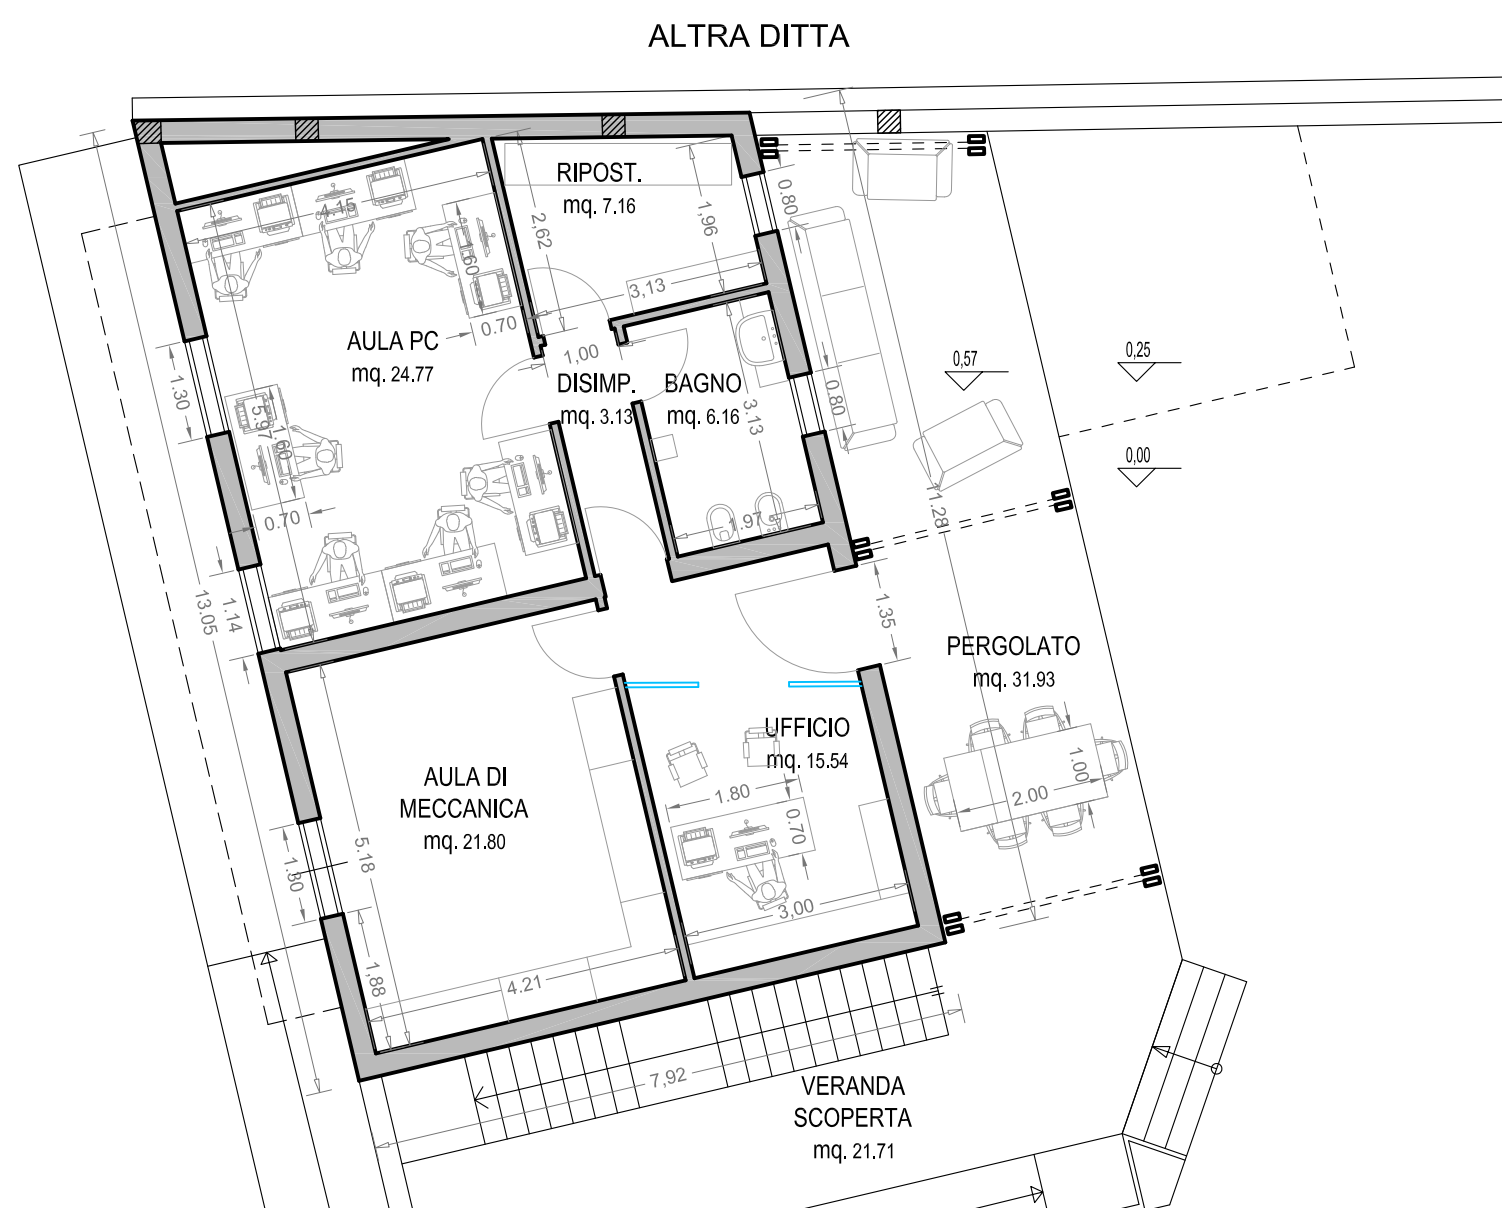 ALTRA DITTA
RIPOST.
mq. 7.16
4.15
2,62
1,96
0.80
1.60
3,13
0.70
AULA PC
mq. 24.77
1,00
DISIMP.
mq. 3.13
BAGNO
mq. 6.16
3.13
0.80
0,57
0,25
0,00
1.30
5.97
1.60
0.70
1.97
11.28
1.14
13.05
1.35
PERGOLATO
mq. 31.93
UFFICIO
mq. 15.54
AULA DI
MECCANICA
mq. 21.80
1.80
0.70
1.00
2.00
5.18
1.30
3,00
1,88
4.21
7,92
VERANDA
SCOPERTA
mq. 21.71